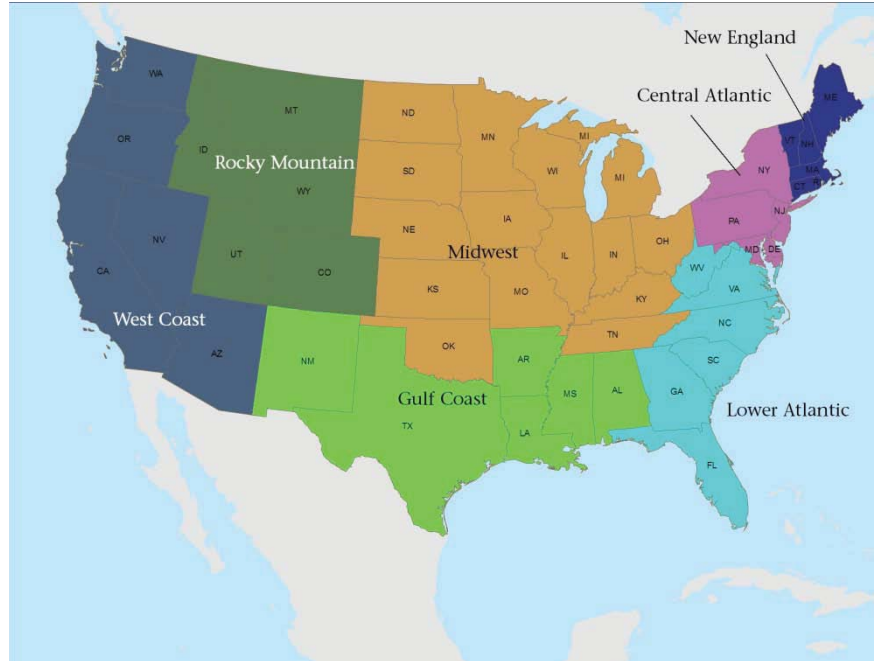 New England
Central Atlantic
WA
MT
ND
ME
OR
ID
MN
MI
VT
NH
Rocky Mountain
SD
WI
MI
NY
MA
CT
RI
WY
IA
PA
NJ
NV
NE
Midwest
OH
MD
DE
UT
CO
IL
IN
WV
CA
KS
MO
KY
VA
West Coast
AZ
NM
OK
AR
TN
NC
SC
Gulf Coast
MS
AL
GA
Lower Atlantic
TX
LA
FL